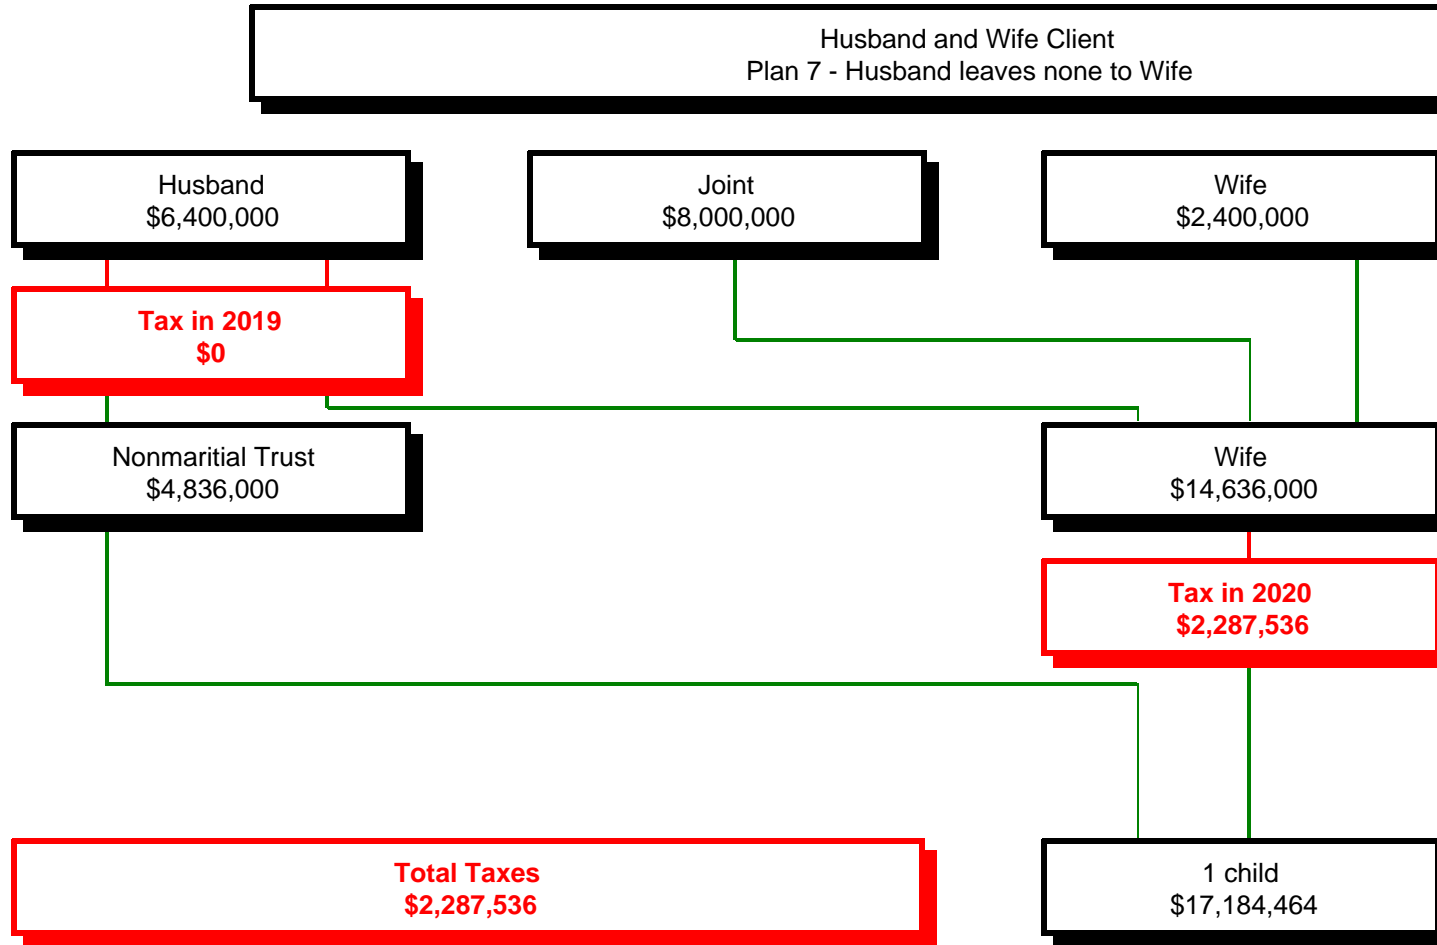 Husband and Wife Client
Plan 7 - Husband leaves none to Wife
Husband
$6,400,000
Joint
$8,000,000
Wife
$2,400,000
Tax in 2019
$0
Nonmaritial Trust
$4,836,000
Wife
$14,636,000
Tax in 2020
$2,287,536
Total Taxes
$2,287,536
1 child
$17,184,464